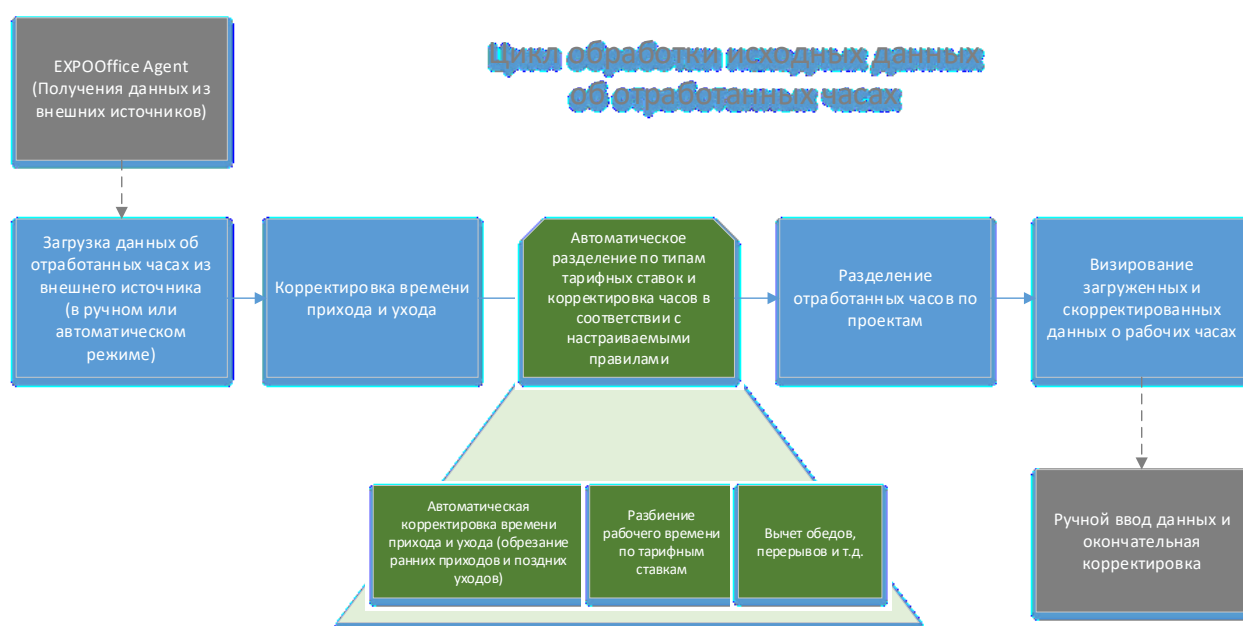 EXPOOffice Agent
(Получения данных из
внешних источников)
Цикл обработки исходных данных
об отработанных часах
Загрузка данных об
отработанных часах из
внешнего источника
(в ручном или
автоматическом
режиме)
Корректировка времени
прихода и ухода
Автоматическое
разделение по типам
тарифных ставок и
корректировка часов в
соответствии с
настраиваемыми
правилами
Разделение
отработанных часов по
проектам
Визирование
загруженных и
скорректированных
данных о рабочих часах
Автоматическая
корректировка времени
прихода и ухода (обрезание
ранних приходов и поздних
уходов)
Разбиение
рабочего времени
по тарифным
ставкам
Вычет обедов,
перерывов и т.д.
Ручной ввод данных и
окончательная
корректировка